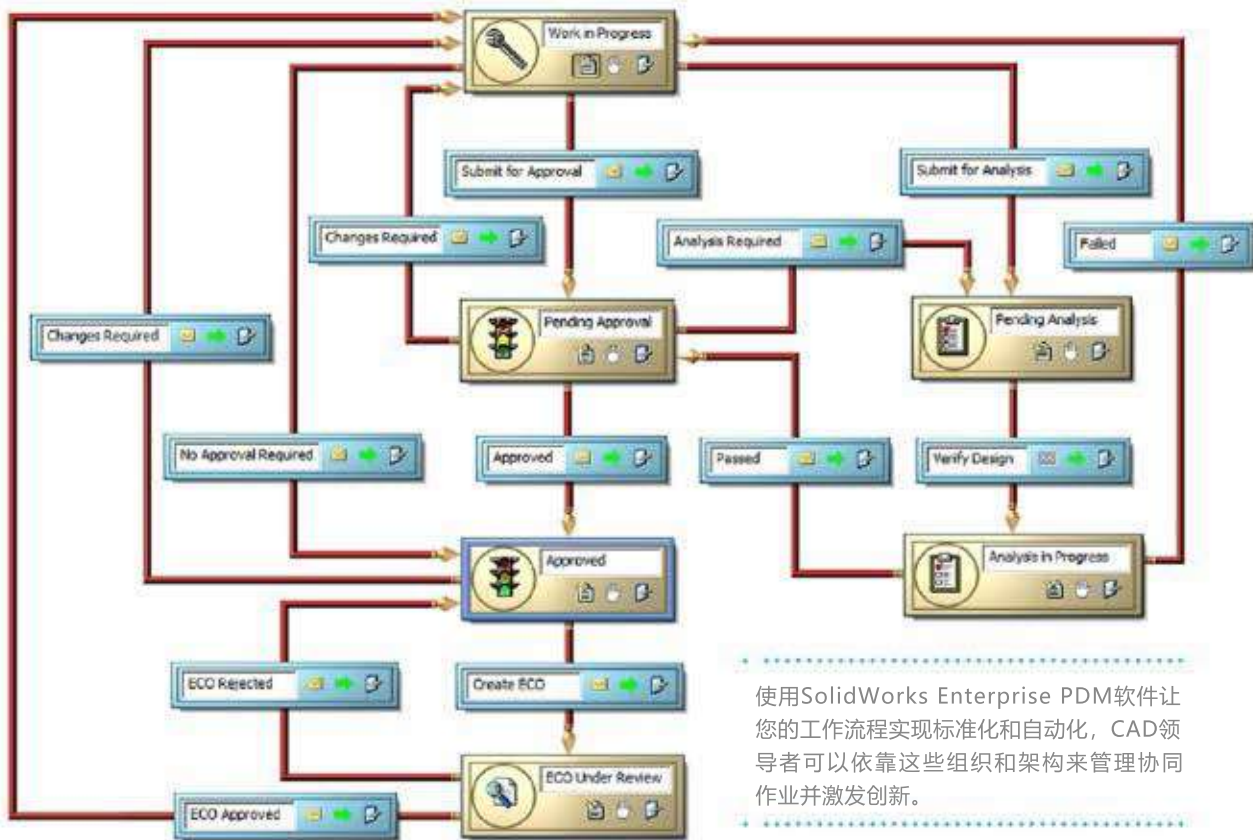 Work in Progress
Submit for Approval
Submit for Analysis
Changes Required
Analysis Required
Failed
Changes Required
Pending Approval
Pending Analysis
No Approval Required
Approved
Passed
Verify Design
Approved
Analysis in Progress
ECO Rejected
Create ECO
使用SolidWorks Enterprise PDM软件让
您的工作流程实现标准化和自动化，CAD领
导者可以依靠这些组织和架构来管理协同
作业并激发创新。
ECO Under Review
ECO Approved